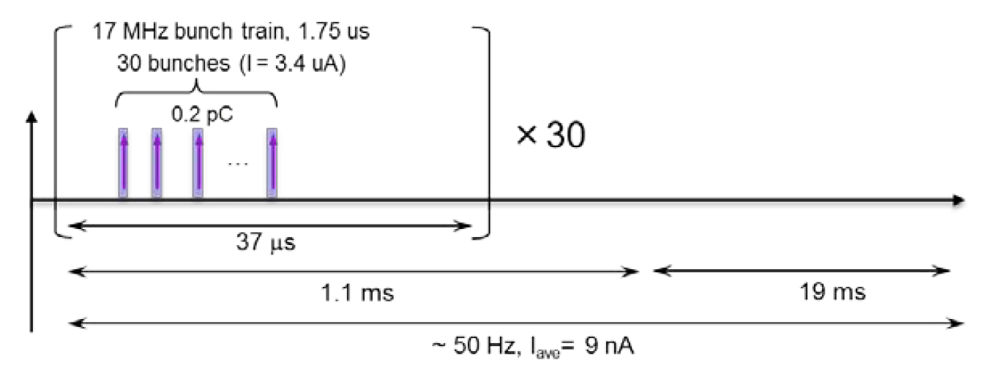 17 MHz bunch train, 1.75 us
30 bunches (I = 3.4 uA)
0.2 pC
...
× 30
37 μs
1.1 ms
19 ms
~ 50 Hz, Iave= 9 nA